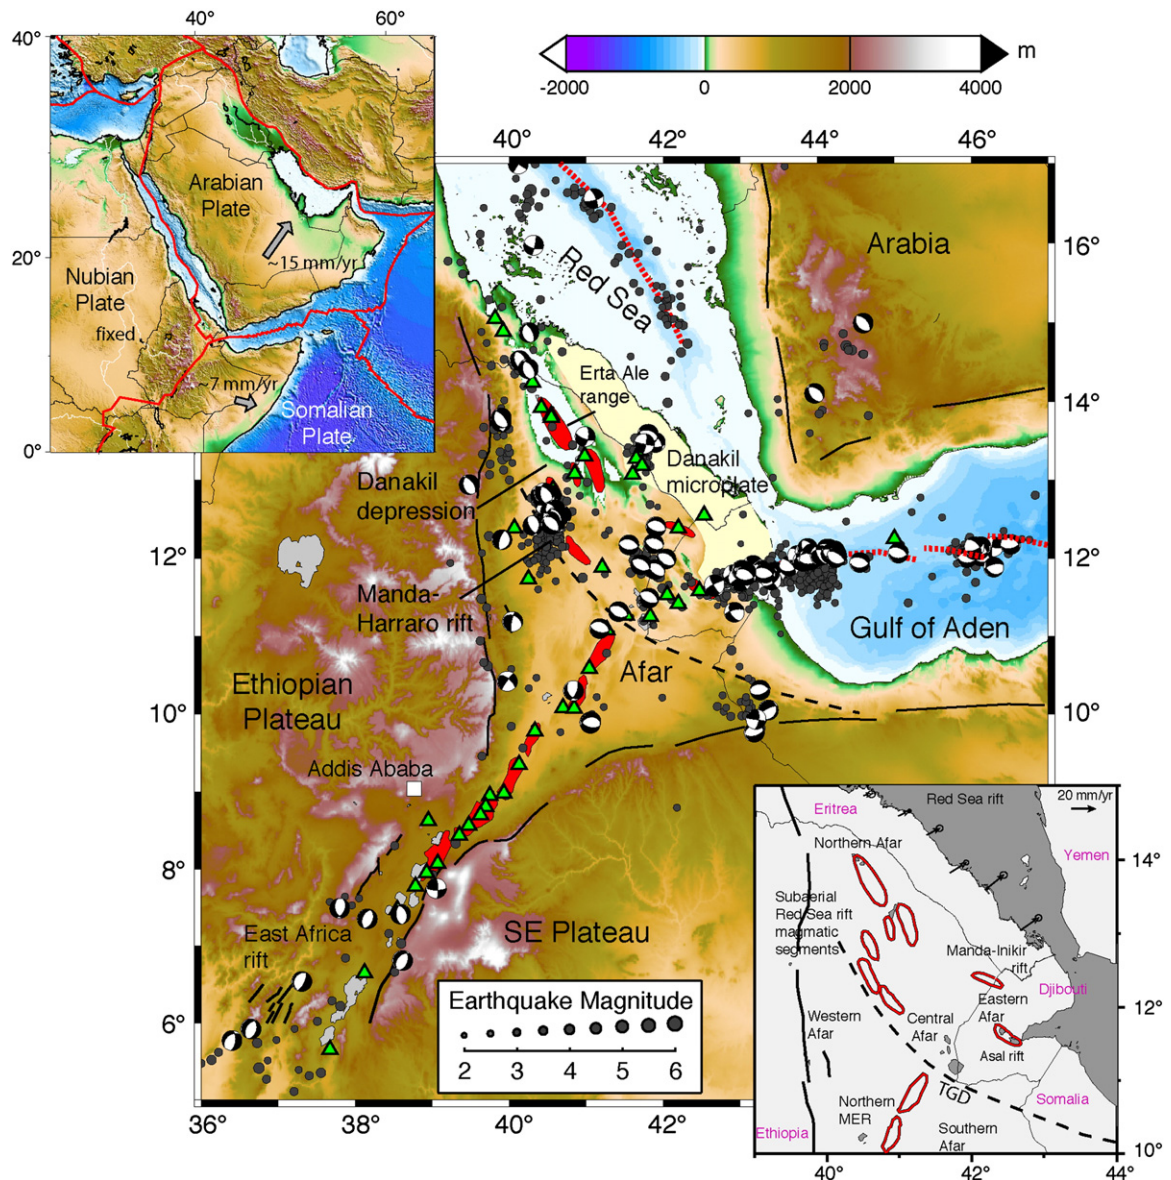 40°
60°
40°
20°
10°
0°
Arabian
Plate
~15 mm/yr
Nubian
Plate
fixed
~7 mm/yr
Somalian
Plate
m
-2000
0
2000
4000
40°
42°
44°
46°
16°
14°
12°
10°
Arabia
Red Sea
Erta Ale
range
Danakil
microplate
Danakil
depression
12°
Manda-
Harraro rift
Gulf of Aden
Afar
Ethiopian
Plateau
10°
Addis Ababa
8°
East Africa
rift
SE Plateau
6°
Earthquake Magnitude
2
3
4
5
6
36°
38°
40°
42°
Red Sea rift
20 mm/yr
Eritrea
Northern Afar
Yemen
14°
Subaerial
Red Sea rift
magmatic
segments
Manda-Inikir
rift
Djibouti
Eastern
Afar
12°
Western
Afar
Central
Afar
Asal rift
TGD
Northern
MER
Somalia
Ethiopia
Southern
Afar
10°
40°
42°
44°